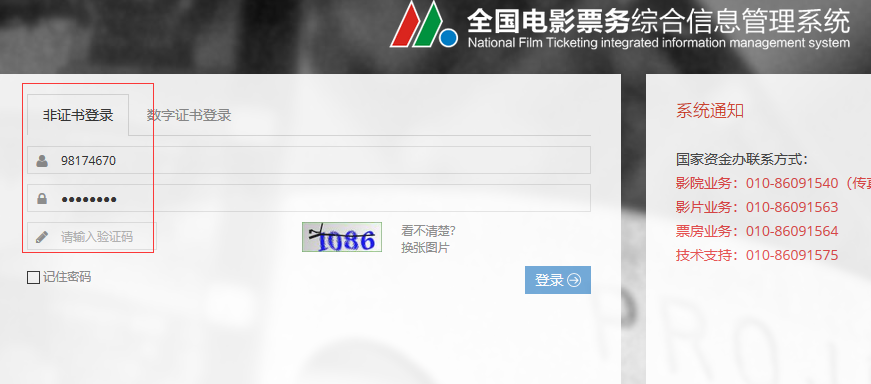 全国电影票务综合信息管理系统
National Film Ticketing integrated information management system
非证书登录 数字证书登录
98174670
••••••••
请输入验证码
1086
看不清楚?
换张图片
记住密码
登录
系统通知
国家资金办联系方式：
影院业务：010-86091540（传真
影片业务：010-86091563
票房业务：010-86091564
技术支持：010-86091575
PROJ